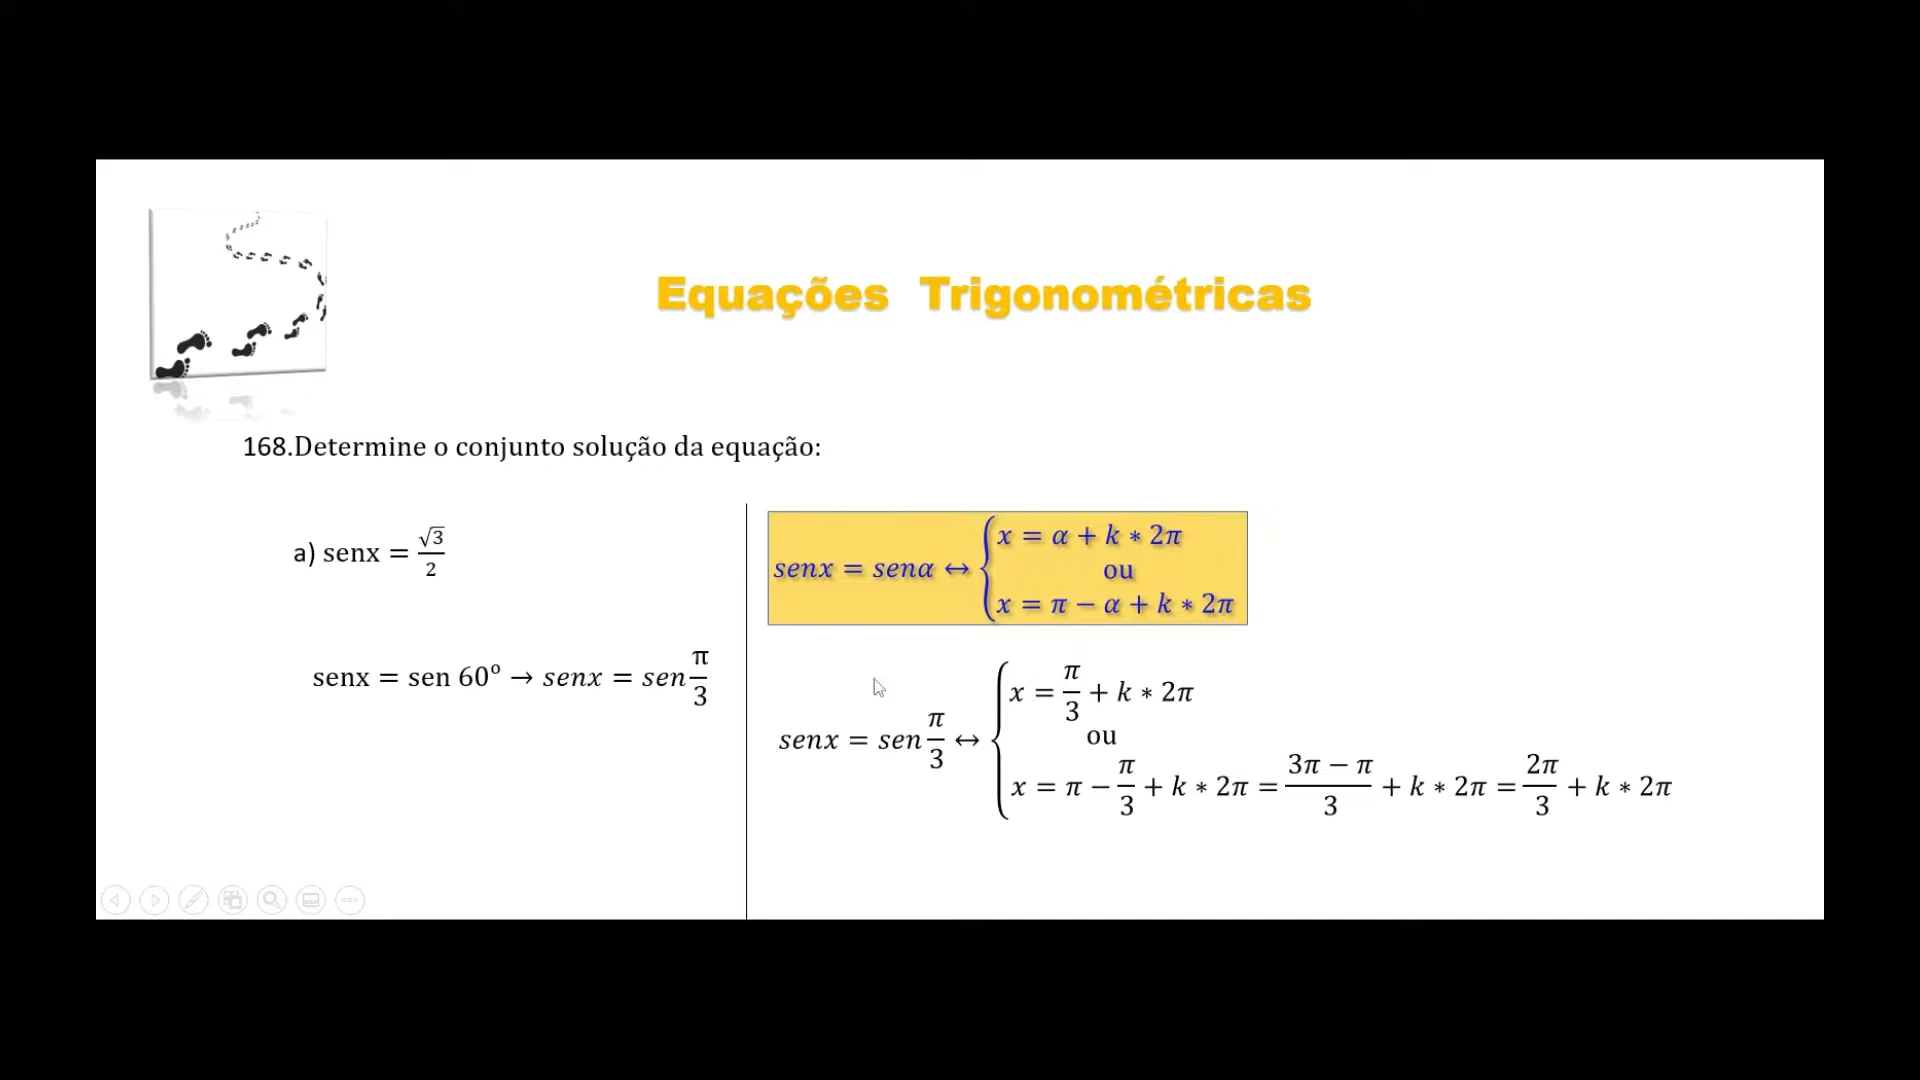 Equações Trigonométricas
168.Determine o conjunto solução da equação:
a) senx = √3/2
senx = sen 60º → senx = sen π/3
senx = senα ↔ { x = α + k ∗ 2π
ou
x = π − α + k ∗ 2π
senx = sen π/3 ↔ { x = π/3 + k ∗ 2π
ou
x = π − π/3 + k ∗ 2π = (3π − π)/3 + k ∗ 2π = 2π/3 + k ∗ 2π